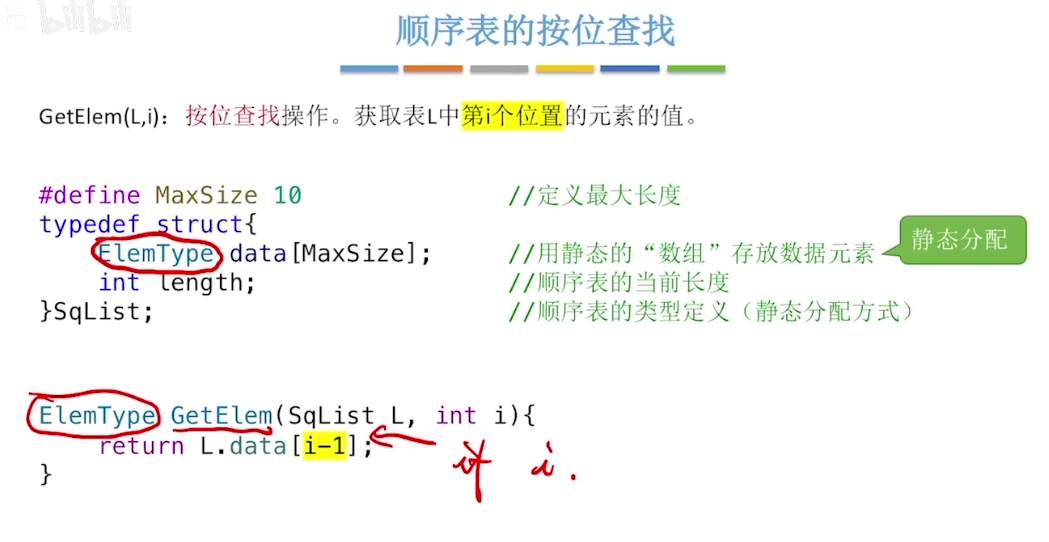 bilibili
顺序表的按位查找
GetElem(L,i)：按位查找操作。获取表L中第i个位置的元素的值。
#define MaxSize 10 //定义最大长度
typedef struct{
ElemType data[MaxSize]; //用静态的“数组”存放数据元素
静态分配
int length; //顺序表的当前长度
}SqList; //顺序表的类型定义（静态分配方式）
ElemType GetElem(SqList L, int i){
return L.data[i-1];
if i.
}